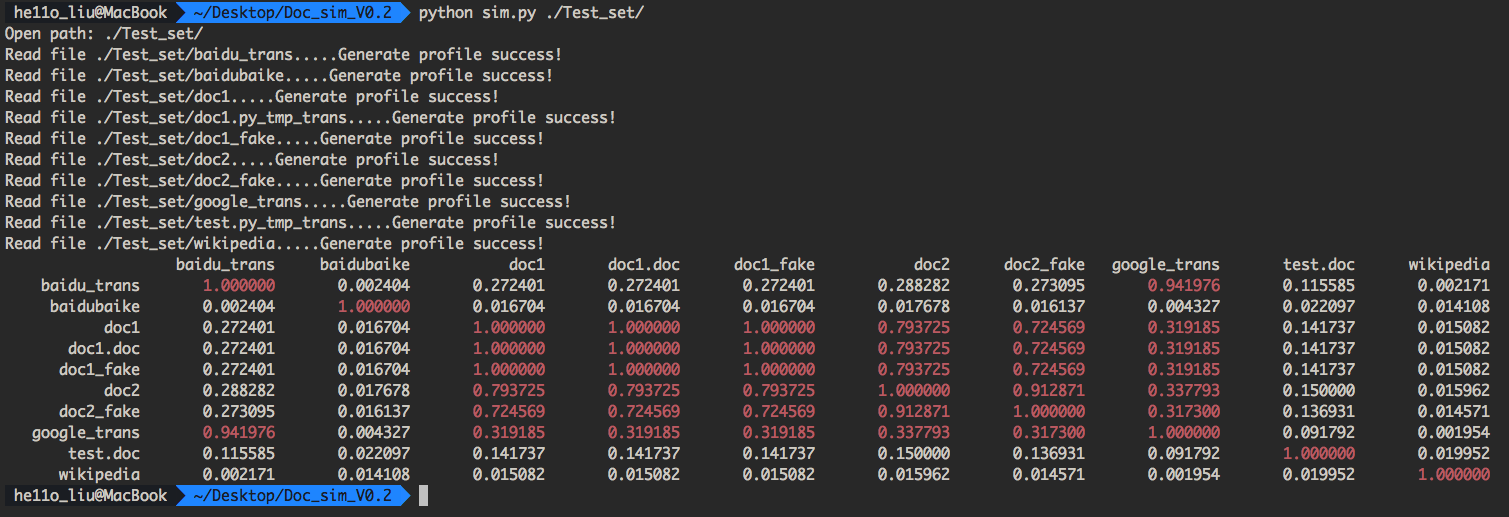 he11o_liu@MacBook ~/Desktop/Doc_sim_V0.2 python sim.py ./Test_set/
Open path: ./Test_set/
Read file ./Test_set/baidu_trans.....Generate profile success!
Read file ./Test_set/baidubaike.....Generate profile success!
Read file ./Test_set/doc1.....Generate profile success!
Read file ./Test_set/doc1.py_tmp_trans.....Generate profile success!
Read file ./Test_set/doc1_fake.....Generate profile success!
Read file ./Test_set/doc2.....Generate profile success!
Read file ./Test_set/doc2_fake.....Generate profile success!
Read file ./Test_set/google_trans.....Generate profile success!
Read file ./Test_set/test.py_tmp_trans.....Generate profile success!
Read file ./Test_set/wikipedia.....Generate profile success!
baidu_trans baidubaike doc1 doc1.doc doc1_fake doc2 doc2_fake google_trans test.doc wikipedia
baidu_trans 1.000000 0.002404 0.272401 0.272401 0.272401 0.288282 0.273095 0.941976 0.115585 0.002171
baidubaike 0.002404 1.000000 0.016704 0.016704 0.016704 0.017678 0.016137 0.004327 0.022097 0.014108
doc1 0.272401 0.016704 1.000000 1.000000 1.000000 0.793725 0.724569 0.319185 0.141737 0.015082
doc1.doc 0.272401 0.016704 1.000000 1.000000 1.000000 0.793725 0.724569 0.319185 0.141737 0.015082
doc1_fake 0.272401 0.016704 1.000000 1.000000 1.000000 0.793725 0.724569 0.319185 0.141737 0.015082
doc2 0.288282 0.017678 0.793725 0.793725 0.793725 1.000000 0.912871 0.337793 0.150000 0.015962
doc2_fake 0.273095 0.016137 0.724569 0.724569 0.724569 0.912871 1.000000 0.317300 0.136931 0.014571
google_trans 0.941976 0.004327 0.319185 0.319185 0.319185 0.337793 0.317300 1.000000 0.091792 0.001954
test.doc 0.115585 0.022097 0.141737 0.141737 0.141737 0.150000 0.136931 0.091792 1.000000 0.019952
wikipedia 0.002171 0.014108 0.015082 0.015082 0.015082 0.015962 0.014571 0.001954 0.019952 1.000000
he11o_liu@MacBook ~/Desktop/Doc_sim_V0.2